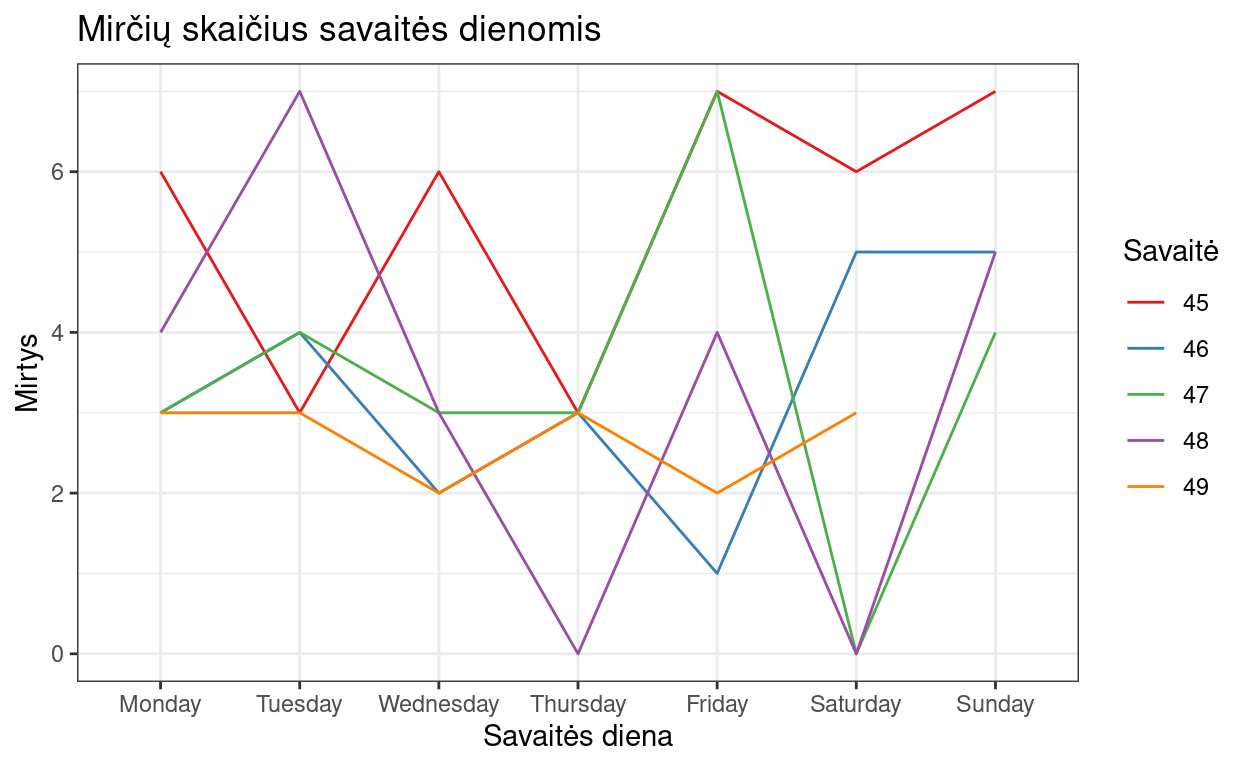 Mirčių skaičius savaitės dienomis
Mirtys
6
4
2
0
Monday Tuesday Wednesday Thursday Friday Saturday Sunday
Savaitės diena
Savaitė
45
46
47
48
49